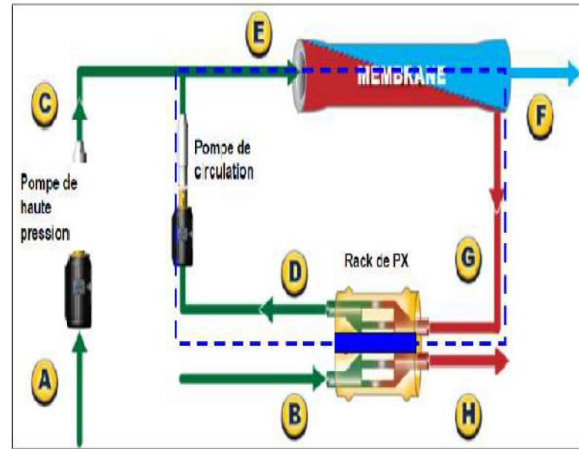 E
MEMBRANE
C
F
Pompe de
circulation
Pompe de
haute
pression
D
Rack de PX
G
A
B
H